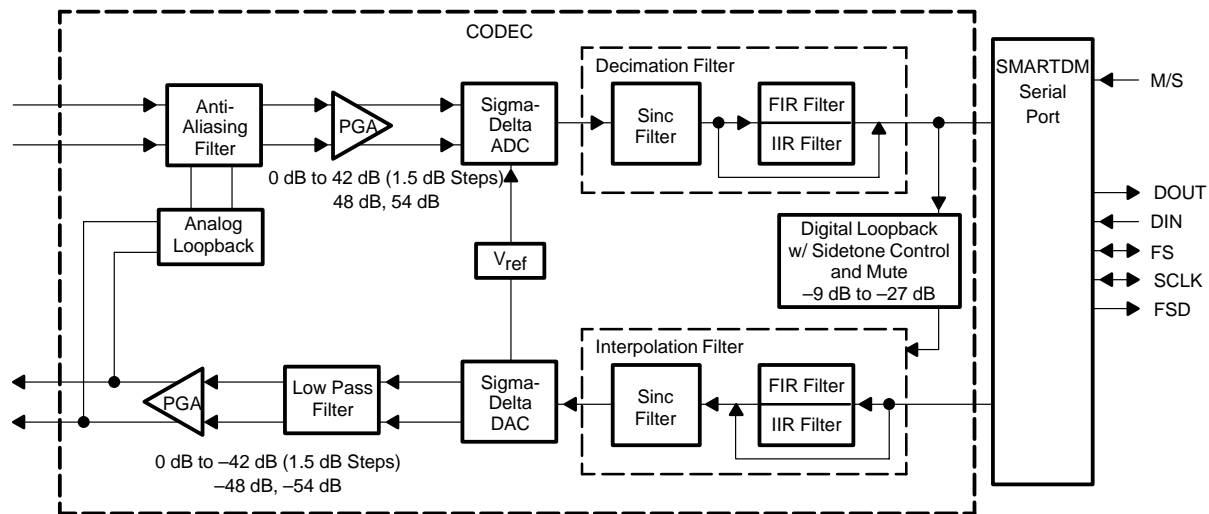 CODEC
Decimation Filter
Anti-
Aliasing
Filter
PGA
Sigma-
Delta
ADC
Sinc
Filter
FIR Filter
IIR Filter
SMARTDM
Serial
Port
M/S
0 dB to 42 dB (1.5 dB Steps)
48 dB, 54 dB
Analog
Loopback
Vref
Digital Loopback
w/ Sidetone Control
and Mute
–9 dB to –27 dB
DOUT
DIN
FS
SCLK
FSD
Interpolation Filter
PGA
Low Pass
Filter
Sigma-
Delta
DAC
Sinc
Filter
FIR Filter
IIR Filter
0 dB to –42 dB (1.5 dB Steps)
–48 dB, –54 dB